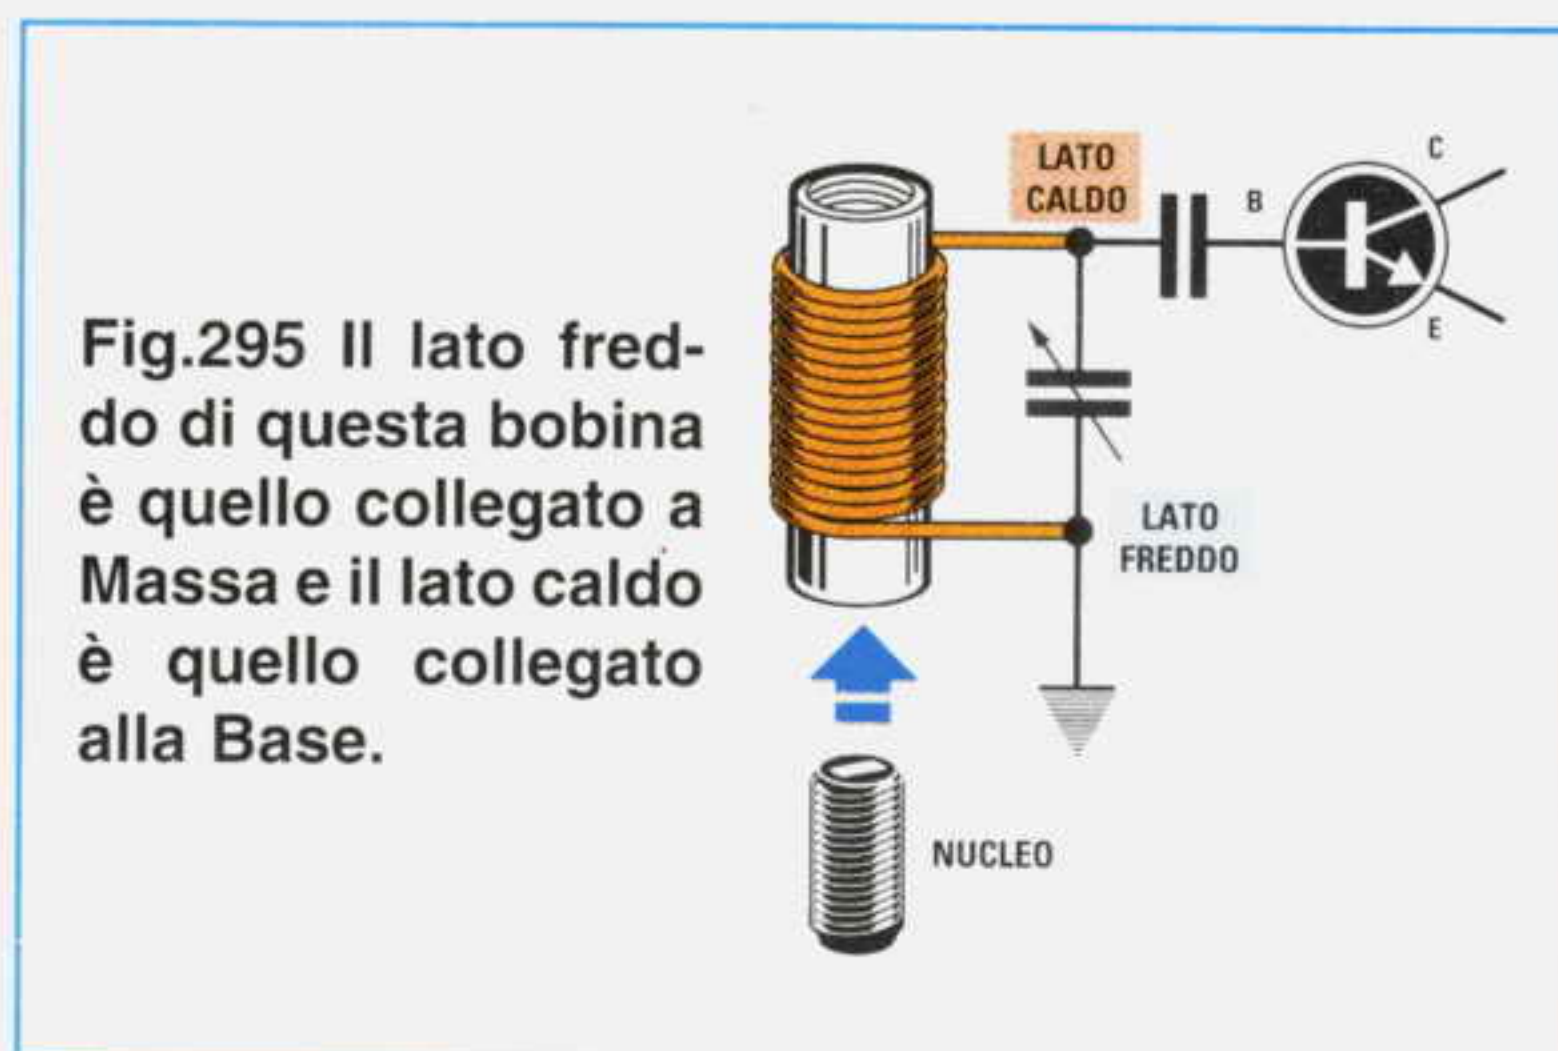 Fig.295 Il lato fred-
do di questa bobina
è quello collegato a
Massa e il lato caldo
è quello collegato
alla Base.
LATO
CALDO
B
C
E
LATO
FREDDO
NUCLEO